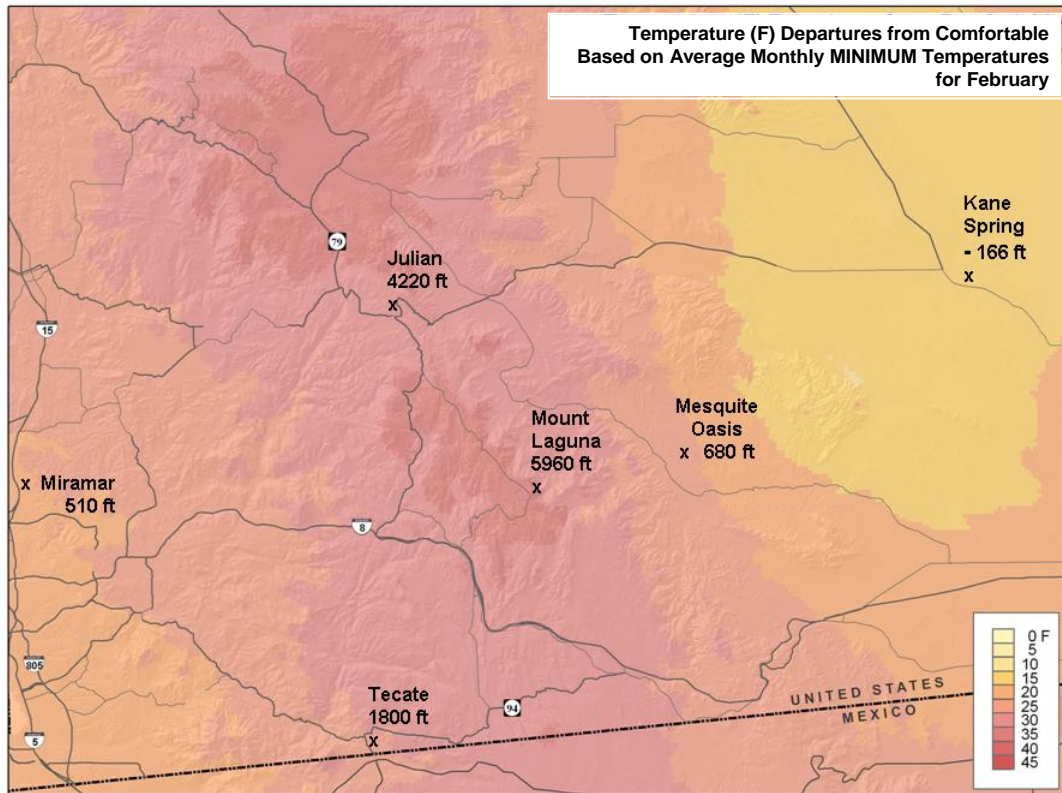 Temperature (F) Departures from Comfortable
Based on Average Monthly MINIMUM Temperatures
for February
Kane
Spring
- 166 ft
x
79
Julian
4220 ft
x
15
Mesquite
Oasis
x 680 ft
Mount
Laguna
5960 ft
x
x Miramar
510 ft
8
805
Tecate
1800 ft
x
94
5
UNITED STATES
MEXICO
0 F
5
10
15
20
25
30
35
40
45